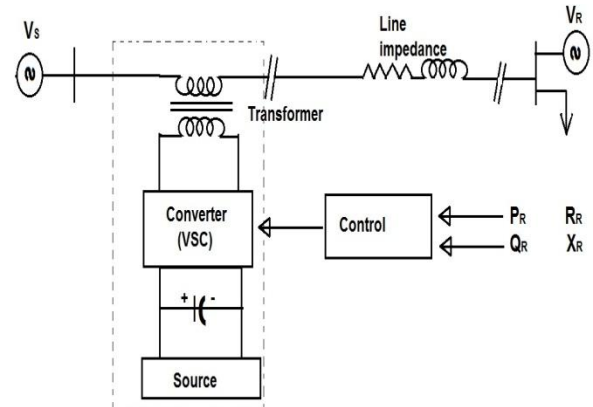 Vs
VR
Line
impedance
Transformer
Converter
(VSC)
Control
PR RR
QR XR
+ -
Source